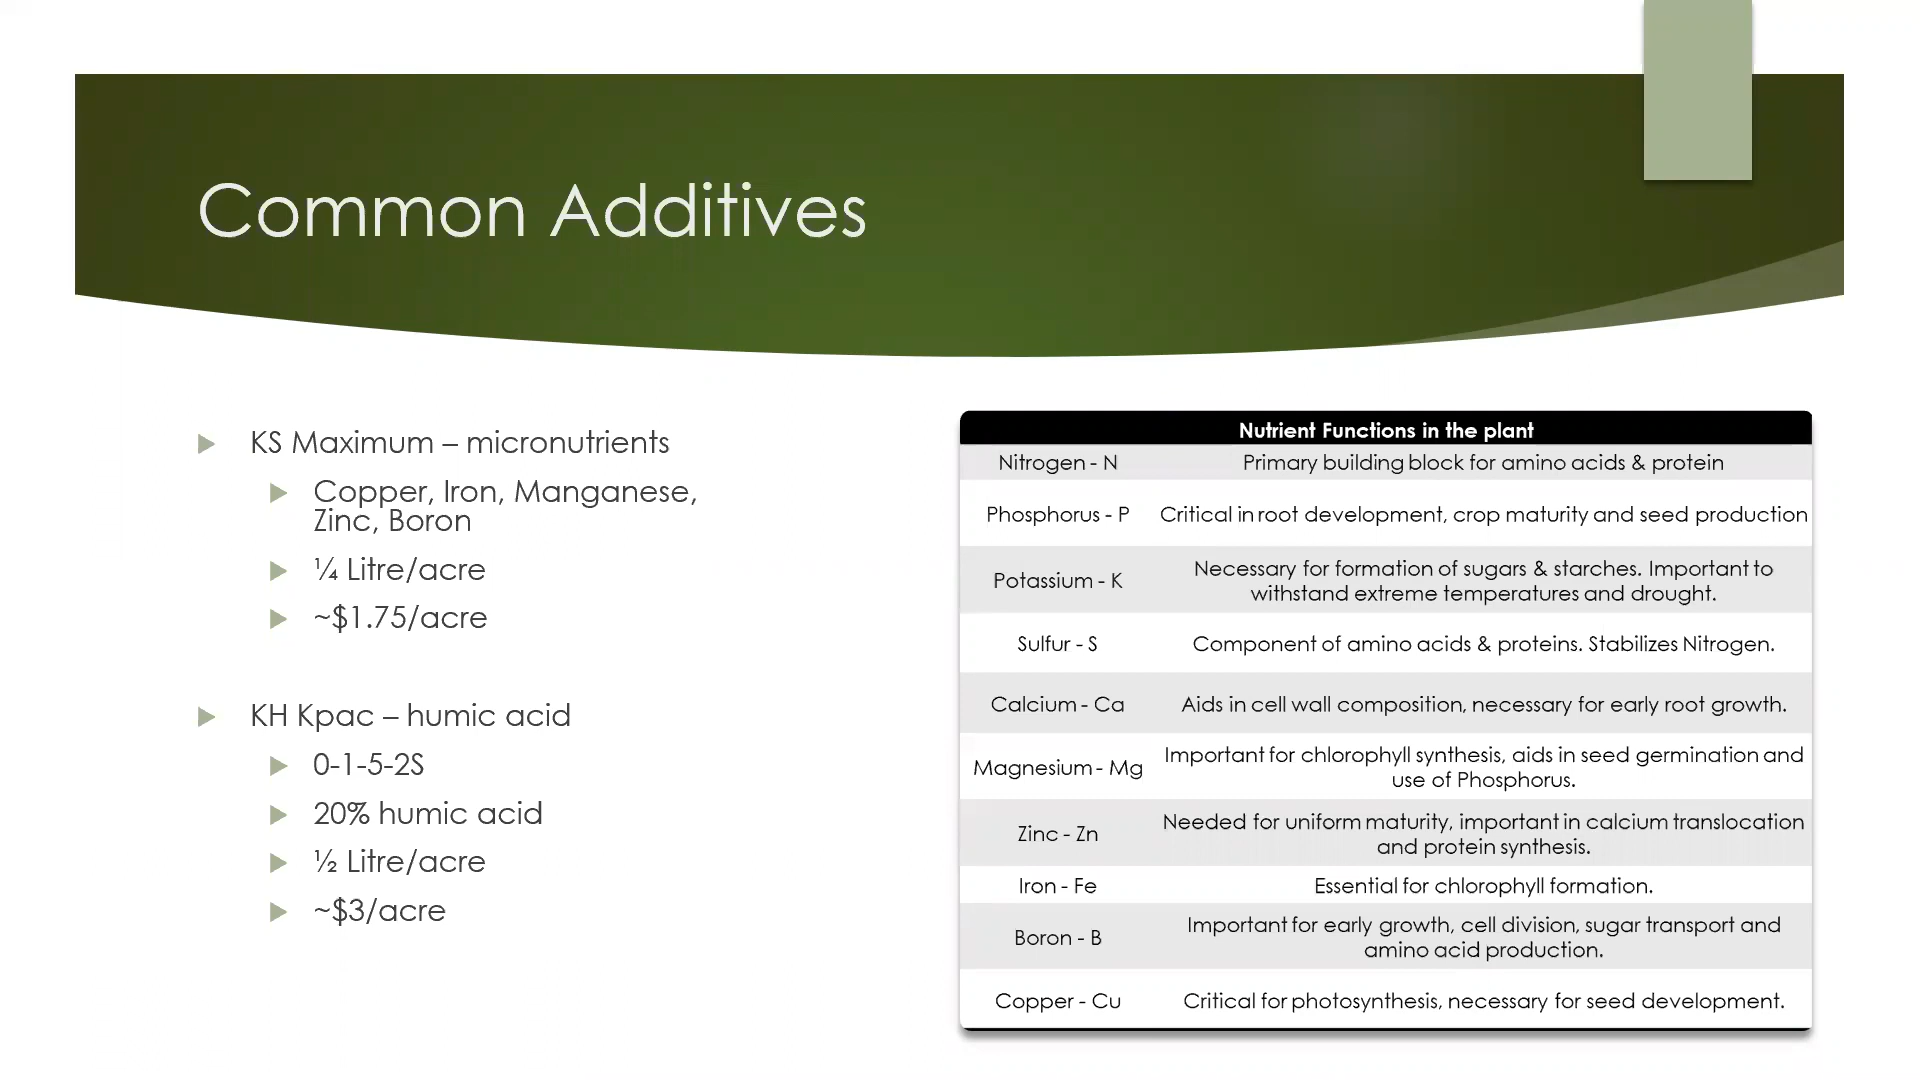 Common Additives
KS Maximum – micronutrients
Copper, Iron, Manganese,
Zinc, Boron
¼ Litre/acre
~$1.75/acre
KH Kpac – humic acid
0-1-5-2S
20% humic acid
½ Litre/acre
~$3/acre
Nutrient Functions in the plant
Nitrogen - N Primary building block for amino acids & protein
Phosphorus - P Critical in root development, crop maturity and seed production
Potassium - K Necessary for formation of sugars & starches. Important to
withstand extreme temperatures and drought.
Sulfur - S Component of amino acids & proteins. Stabilizes Nitrogen.
Calcium - Ca Aids in cell wall composition, necessary for early root growth.
Magnesium - Mg Important for chlorophyll synthesis, aids in seed germination and
use of Phosphorus.
Zinc - Zn Needed for uniform maturity, important in calcium translocation
and protein synthesis.
Iron - Fe Essential for chlorophyll formation.
Boron - B Important for early growth, cell division, sugar transport and
amino acid production.
Copper - Cu Critical for photosynthesis, necessary for seed development.